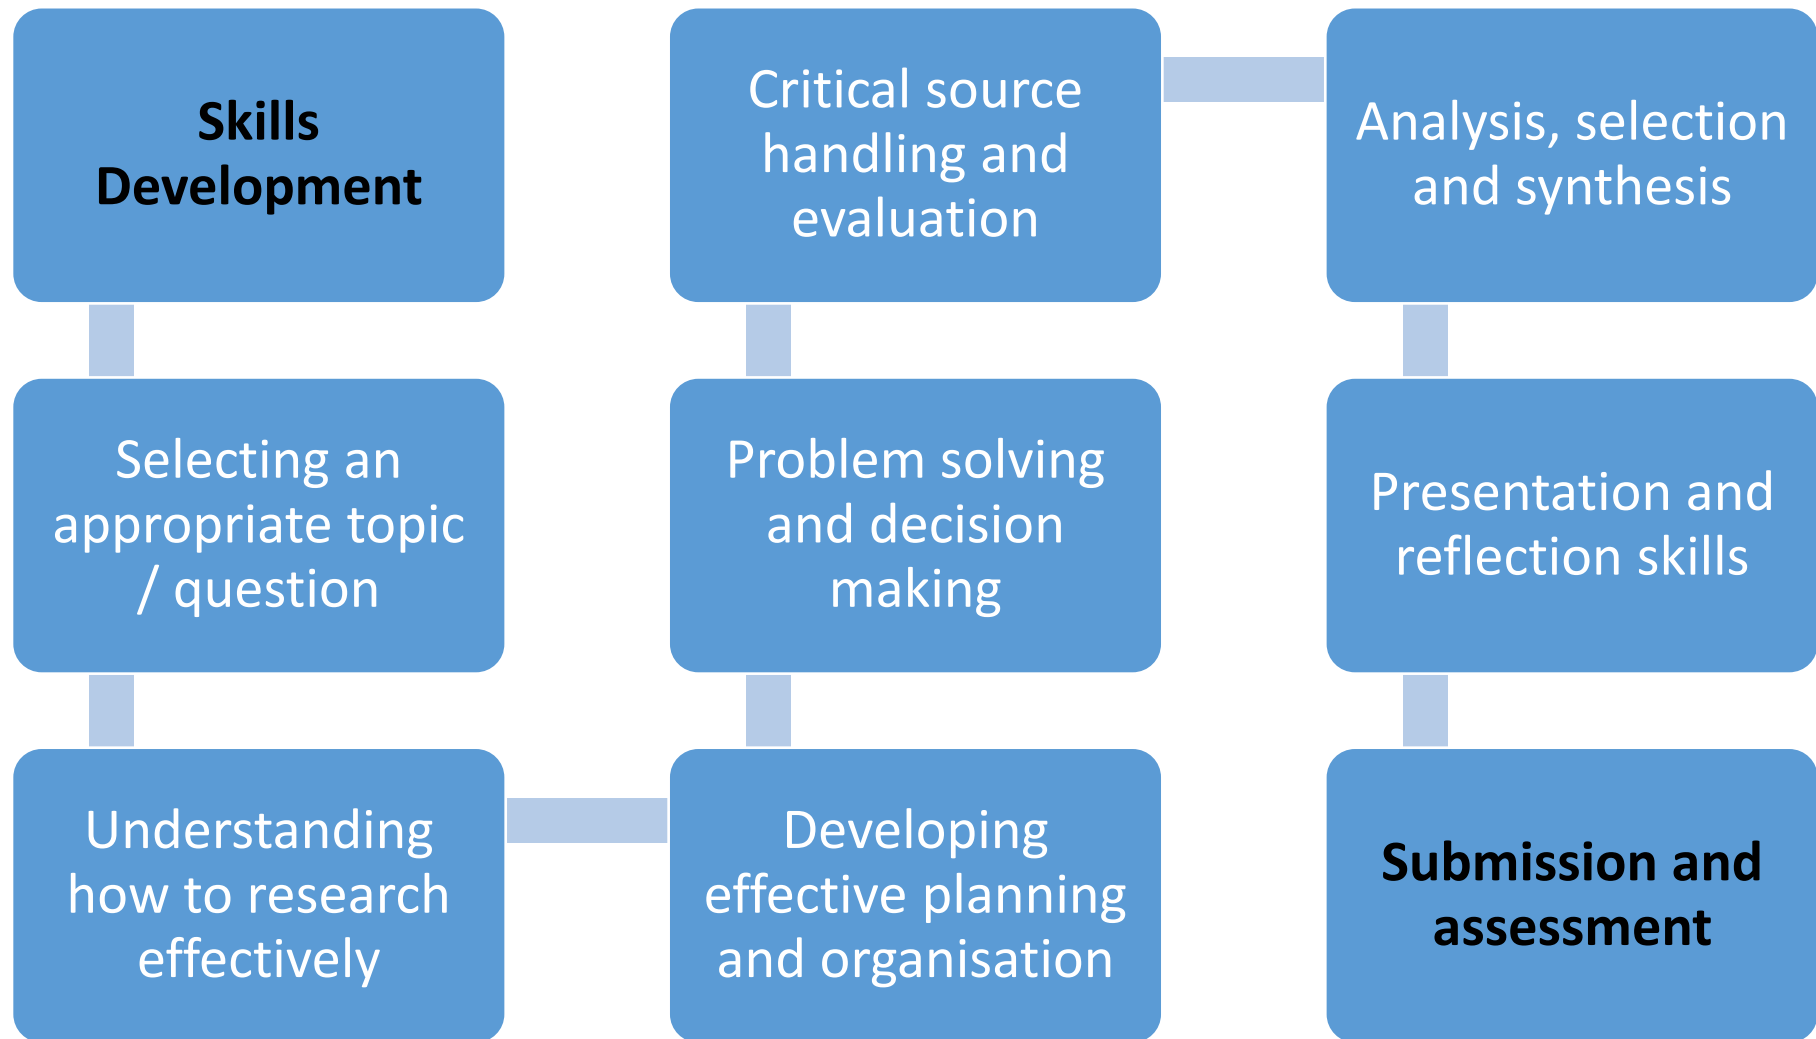 Skills
Development
Selecting an
appropriate topic
/ question
Understanding
how to research
effectively
Developing
effective planning
and organisation
Problem solving
and decision
making
Critical source
handling and
evaluation
Analysis, selection
and synthesis
Presentation and
reflection skills
Submission and
assessment